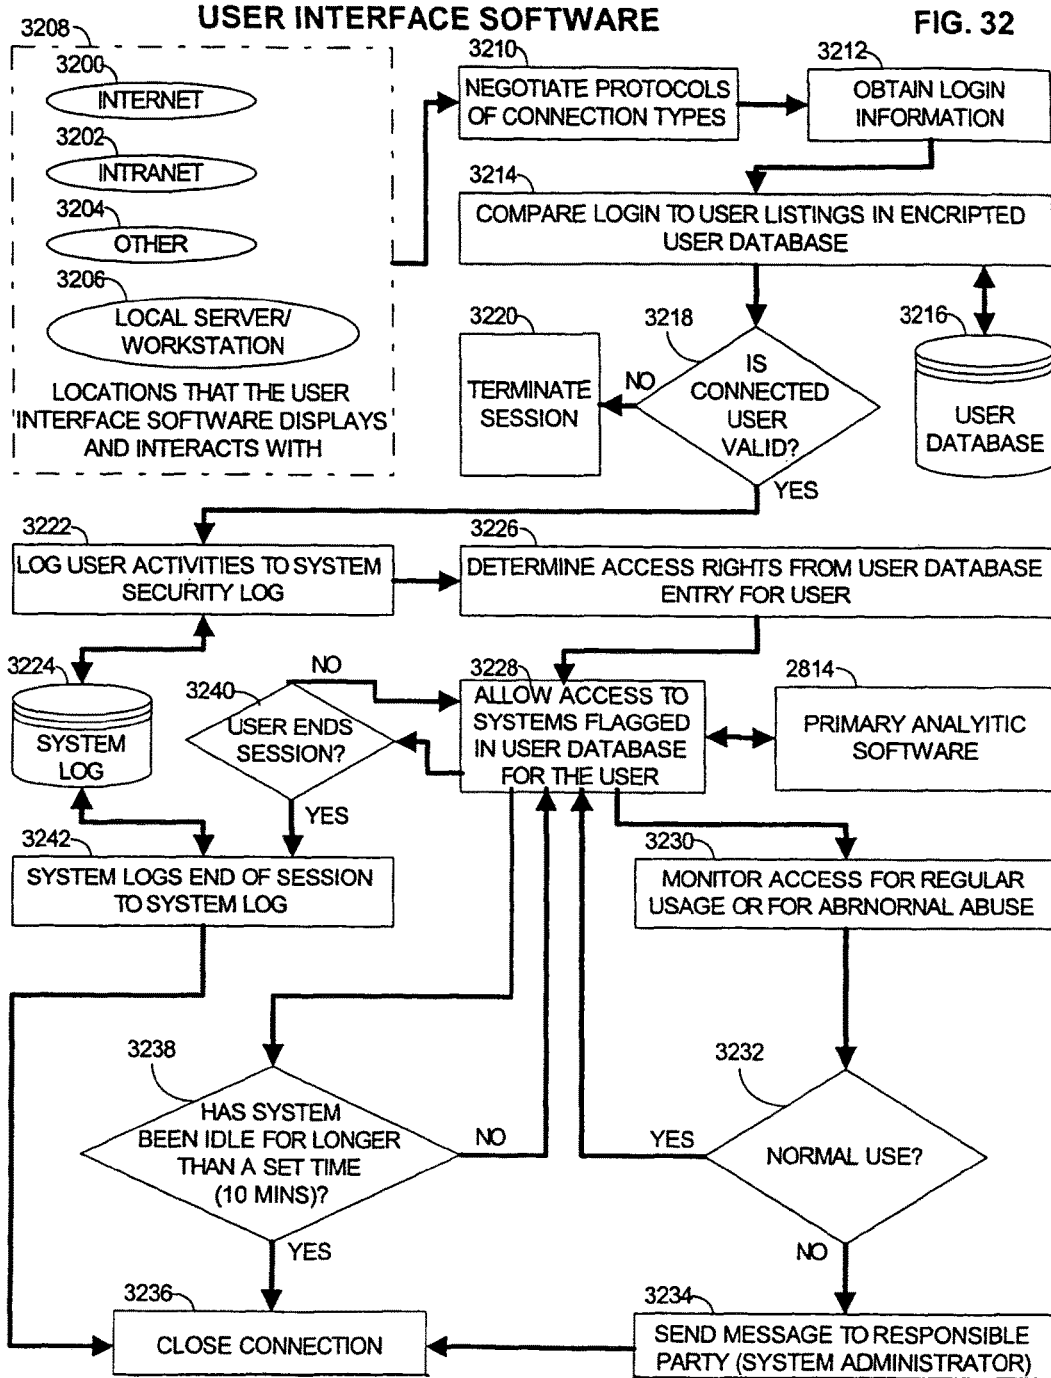 USER INTERFACE SOFTWARE
FIG. 32
3208
3200
INTERNET
3202
INTRANET
3204
OTHER
3206
LOCAL SERVER/
WORKSTATION
LOCATIONS THAT THE USER
INTERFACE SOFTWARE DISPLAYS
AND INTERACTS WITH
3210
NEGOTIATE PROTOCOLS
OF CONNECTION TYPES
3212
OBTAIN LOGIN
INFORMATION
3214
COMPARE LOGIN TO USER LISTINGS IN ENCRIPTED
USER DATABASE
3216
USER
DATABASE
3218
IS
CONNECTED
USER
VALID?
NO
YES
3220
TERMINATE
SESSION
3222
LOG USER ACTIVITIES TO SYSTEM
SECURITY LOG
3226
DETERMINE ACCESS RIGHTS FROM USER DATABASE
ENTRY FOR USER
3224
SYSTEM
LOG
3240
USER ENDS
SESSION?
NO
YES
3228
ALLOW ACCESS TO
SYSTEMS FLAGGED
IN USER DATABASE
FOR THE USER
2814
PRIMARY ANALYITIC
SOFTWARE
3242
SYSTEM LOGS END OF SESSION
TO SYSTEM LOG
3230
MONITOR ACCESS FOR REGULAR
USAGE OR FOR ABRNORNAL ABUSE
3238
HAS SYSTEM
BEEN IDLE FOR LONGER
THAN A SET TIME
(10 MINS)?
NO
YES
3232
NORMAL USE?
YES
NO
3236
CLOSE CONNECTION
3234
SEND MESSAGE TO RESPONSIBLE
PARTY (SYSTEM ADMINISTRATOR)